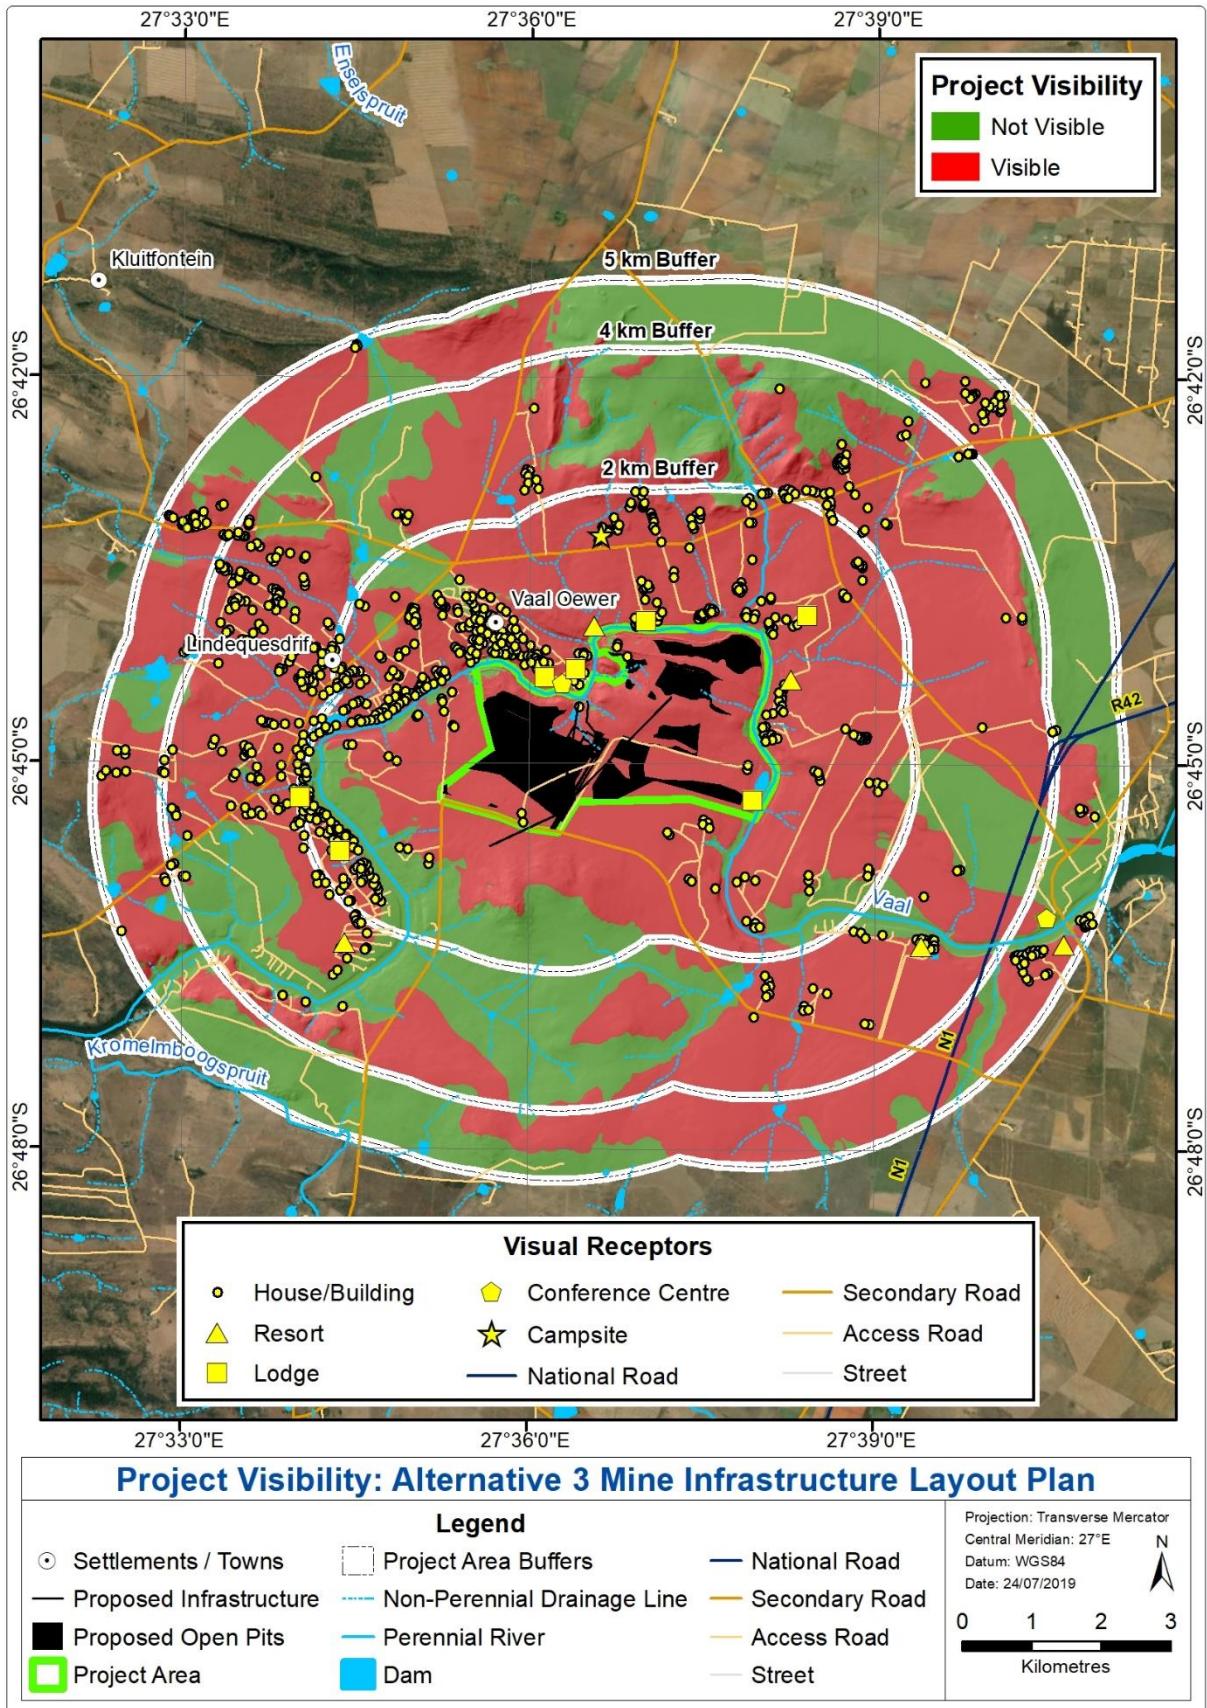 27°33'0"E
27°36'0"E
27°39'0"E
Project Visibility
Not Visible
Visible
Enselspruit
Kluitfontein
5 km Buffer
4 km Buffer
26°42'0"S
26°42'0"S
2 km Buffer
Vaal Oewer
Lindequesdrif
R42
26°45'0"S
26°45'0"S
Vaal
N1
Kromelmboogspruit
26°48'0"S
26°48'0"S
N1
Visual Receptors
House/Building
Conference Centre
Secondary Road
Resort
Campsite
Access Road
Lodge
National Road
Street
27°33'0"E
27°36'0"E
27°39'0"E
Project Visibility: Alternative 3 Mine Infrastructure Layout Plan
Legend
Settlements / Towns
Project Area Buffers
National Road
Proposed Infrastructure
Non-Perennial Drainage Line
Secondary Road
Proposed Open Pits
Perennial River
Access Road
Project Area
Dam
Street
Projection: Transverse Mercator
Central Meridian: 27°E
Datum: WGS84
Date: 24/07/2019
N
0 1 2 3
Kilometres